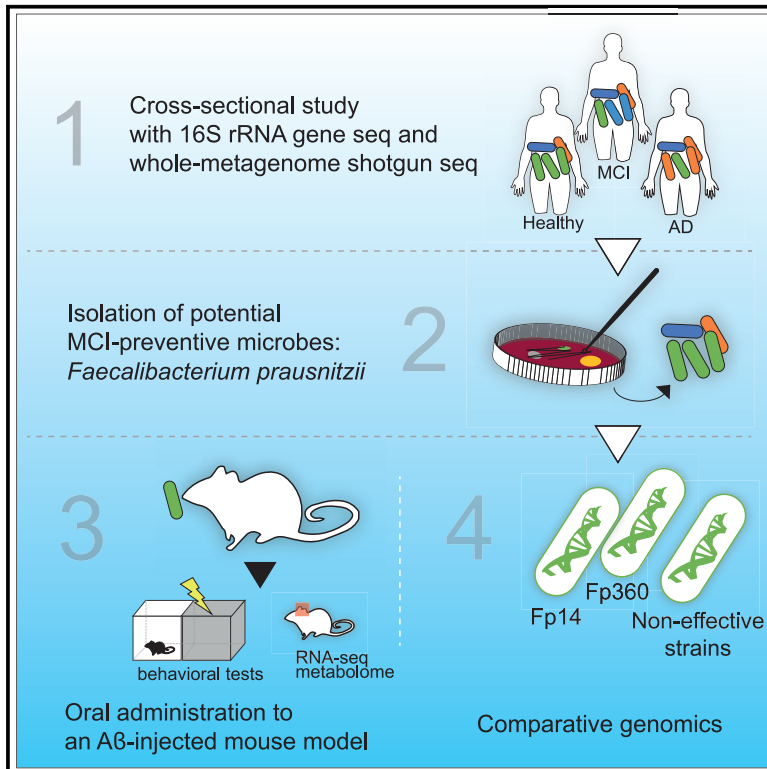 1
Cross-sectional study
with 16S rRNA gene seq and
whole-metagenome shotgun seq
MCI
Healthy
AD
Isolation of potential
MCI-preventive microbes:
Faecalibacterium prausnitzii
2
3
behavioral tests
RNA-seq
metabolome
Oral administration to
an Aß-injected mouse model
4
Fp14
Fp360
Non-effective
strains
Comparative genomics